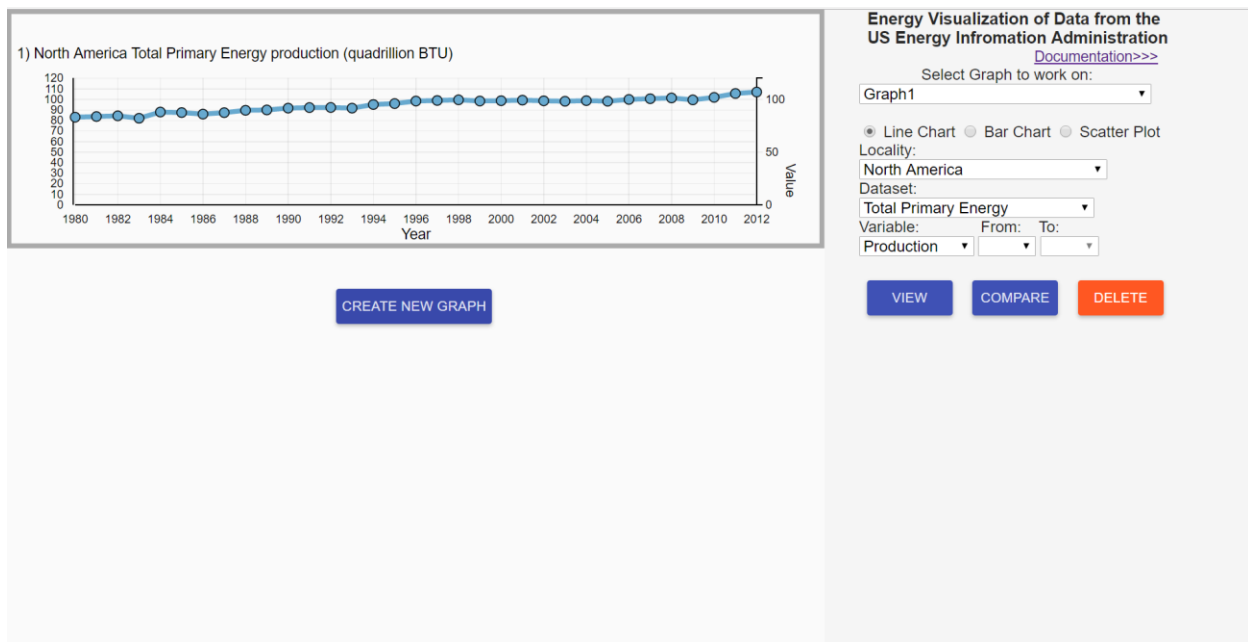 1) North America Total Primary Energy production (quadrillion BTU)
120
110
100
90
80
70
60
50
40
30
20
10
0
100
50
0
Value
1980 1982 1984 1986 1988 1990 1992 1994 1996 1998 2000 2002 2004 2006 2008 2010 2012
Year
CREATE NEW GRAPH
Energy Visualization of Data from the
US Energy Infromation Administration
Documentation>>>
Select Graph to work on:
Graph1
Line Chart Bar Chart Scatter Plot
Locality:
North America
Dataset:
Total Primary Energy
Variable: From: To:
Production
VIEW COMPARE DELETE